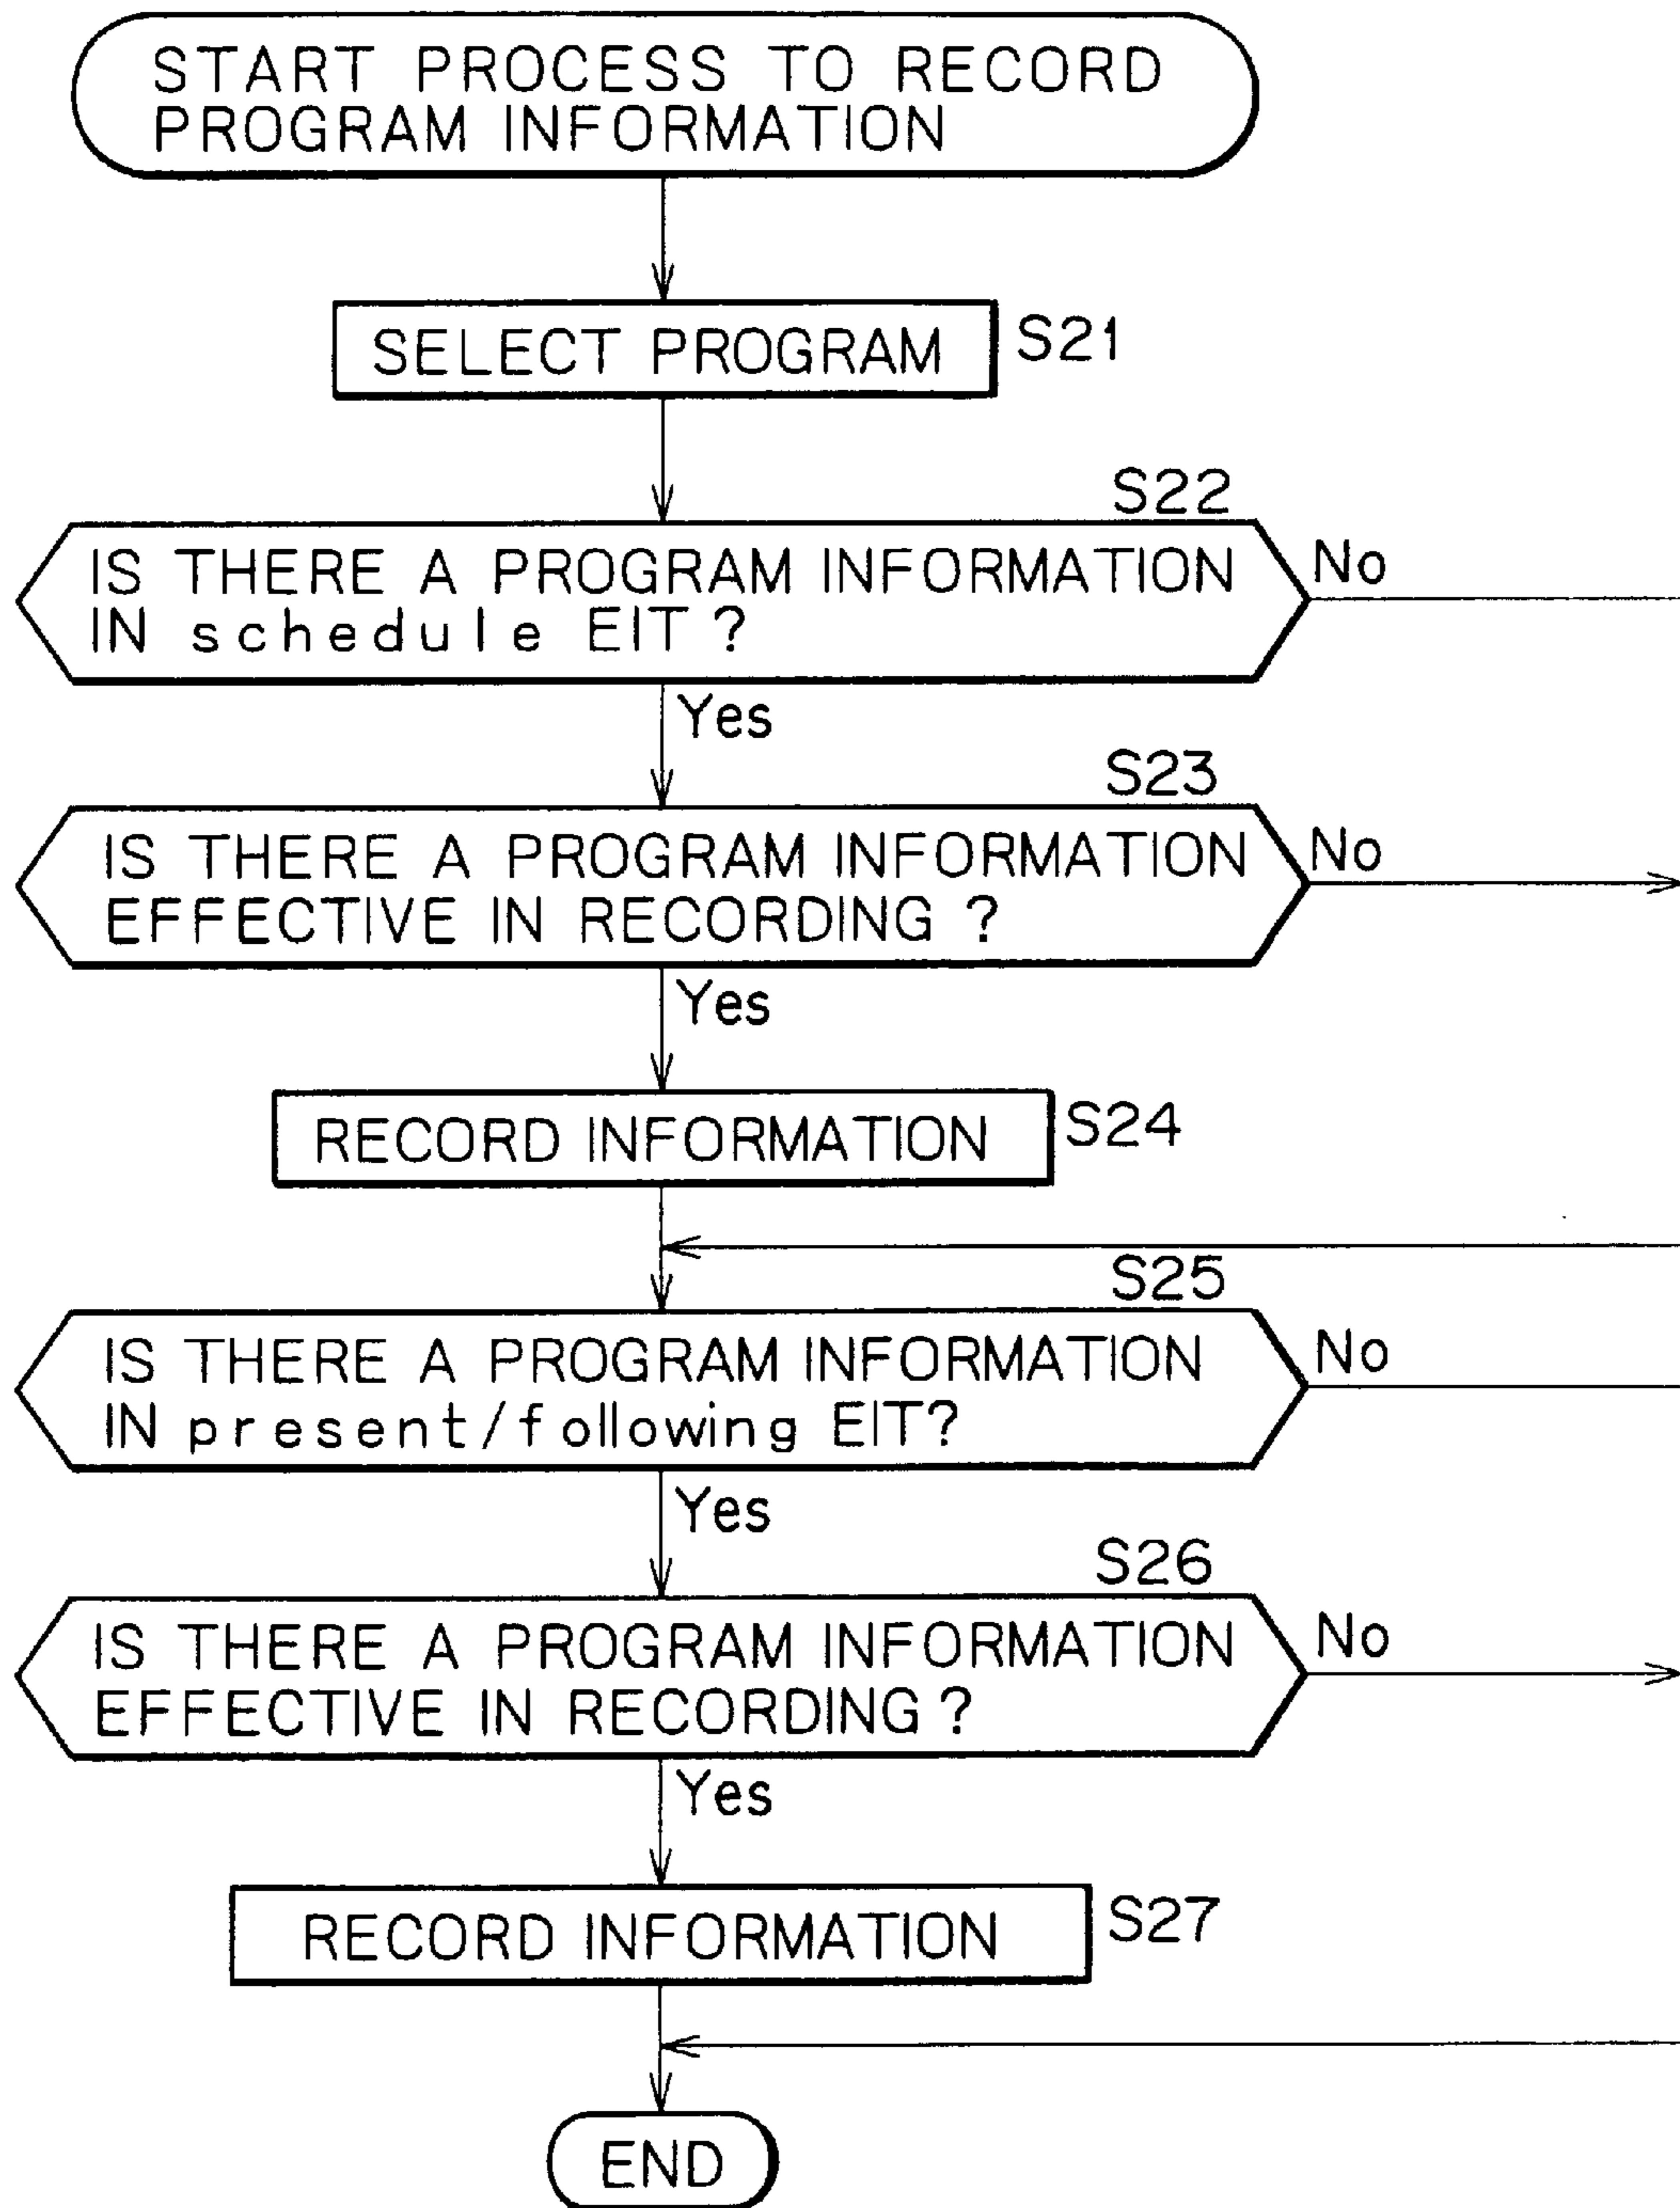 START PROCESS TO RECORD
PROGRAM INFORMATION
SELECT PROGRAM
S21
S22
IS THERE A PROGRAM INFORMATION
IN schedule EIT ?
No
Yes
S23
IS THERE A PROGRAM INFORMATION
EFFECTIVE IN RECORDING ?
No
Yes
RECORD INFORMATION
S24
S25
IS THERE A PROGRAM INFORMATION
IN present/following EIT?
No
Yes
S26
IS THERE A PROGRAM INFORMATION
EFFECTIVE IN RECORDING ?
No
Yes
RECORD INFORMATION
S27
END